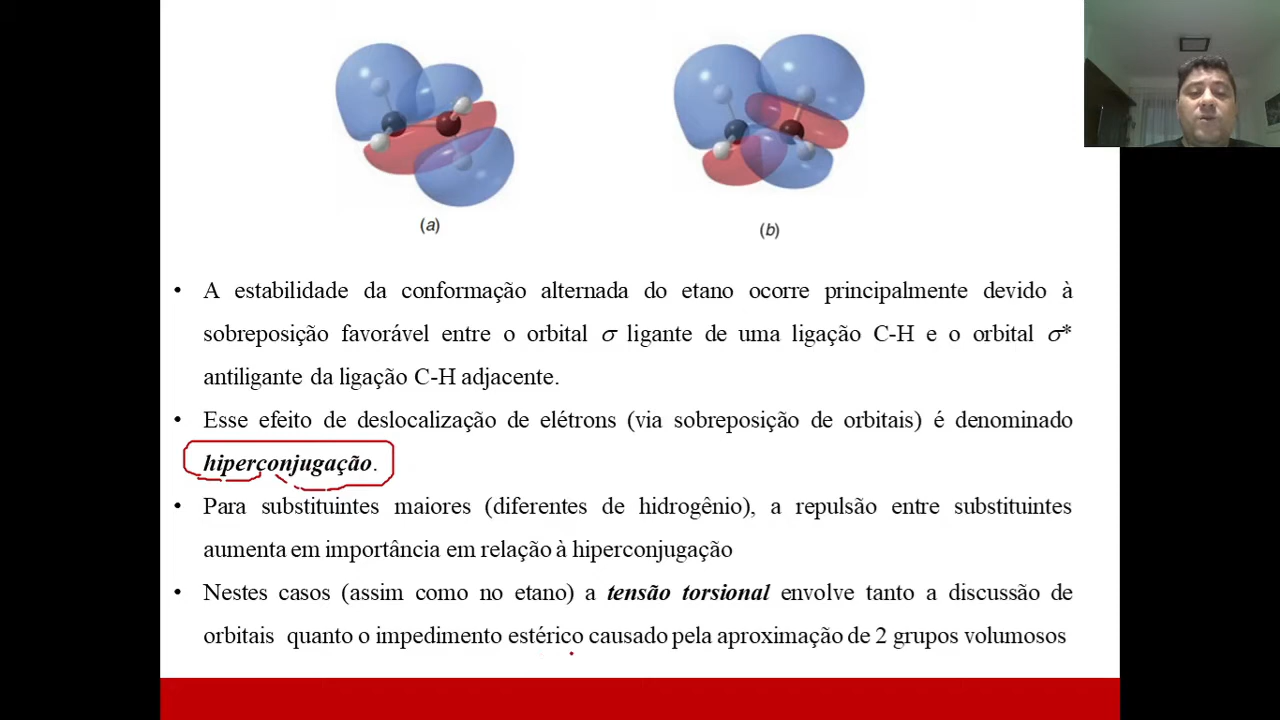 (a)
(b)
• A estabilidade da conformação alternada do etano ocorre principalmente devido à
sobreposição favorável entre o orbital σ ligante de uma ligação C-H e o orbital σ*
antiligante da ligação C-H adjacente.
• Esse efeito de deslocalização de elétrons (via sobreposição de orbitais) é denominado
hiperconjugação.
• Para substituintes maiores (diferentes de hidrogênio), a repulsão entre substituintes
aumenta em importância em relação à hiperconjugação
• Nestes casos (assim como no etano) a tensão torsional envolve tanto a discussão de
orbitais quanto o impedimento estérico causado pela aproximação de 2 grupos volumosos